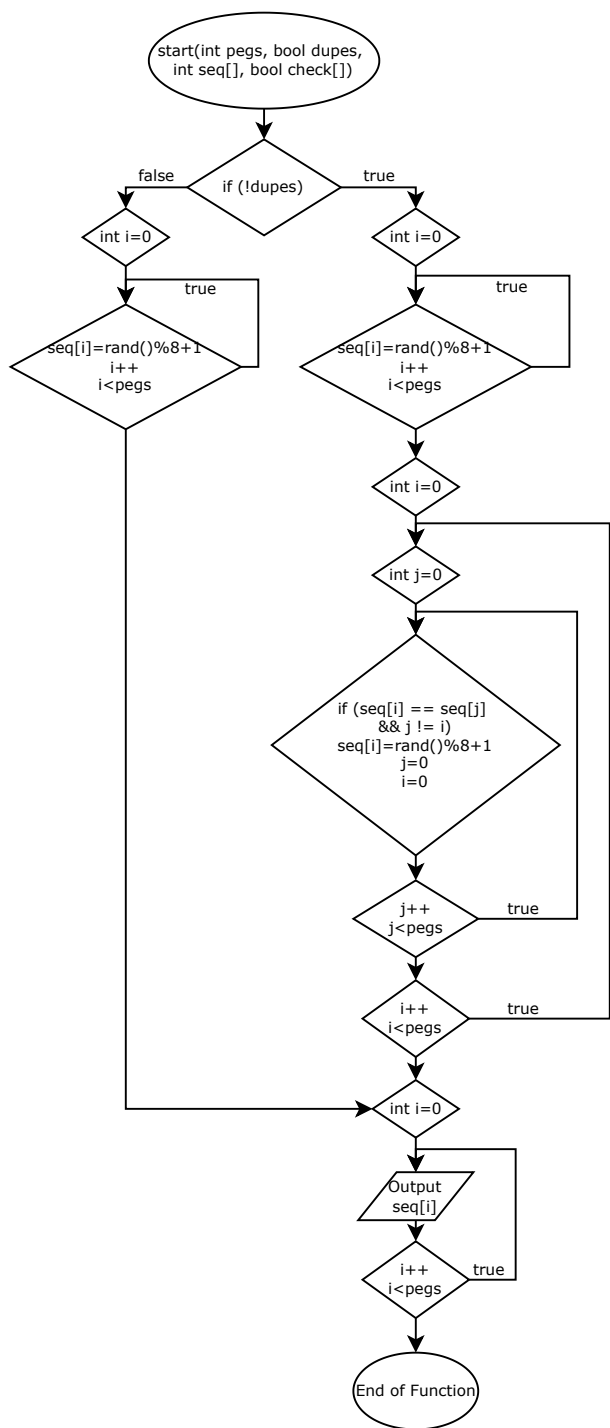 start(int pegs, bool dupes,
int seq[], bool check[])
false
if (!dupes)
true
int i=0
int i=0
true
true
seq[i]=rand()%8+1
i++
i<pegs
seq[i]=rand()%8+1
i++
i<pegs
int i=0
int j=0
if (seq[i] == seq[j]
&& j != i)
seq[i]=rand()%8+1
j=0
i=0
j++
j<pegs
true
i++
i<pegs
true
int i=0
Output
seq[i]
i++
i<pegs
true
End of Function